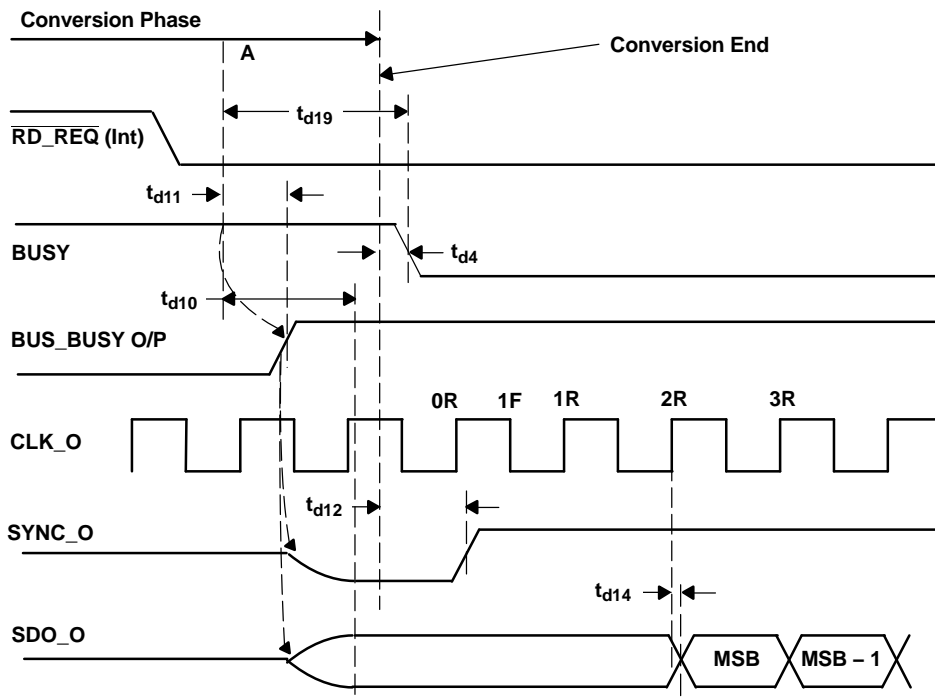 Conversion Phase
A
Conversion End
td19
RD_REQ (Int)
td11
BUSY
td4
td10
BUS_BUSY O/P
0R 1F 1R 2R 3R
CLK_O
td12
SYNC_O
td14
SDO_O
MSB MSB – 1